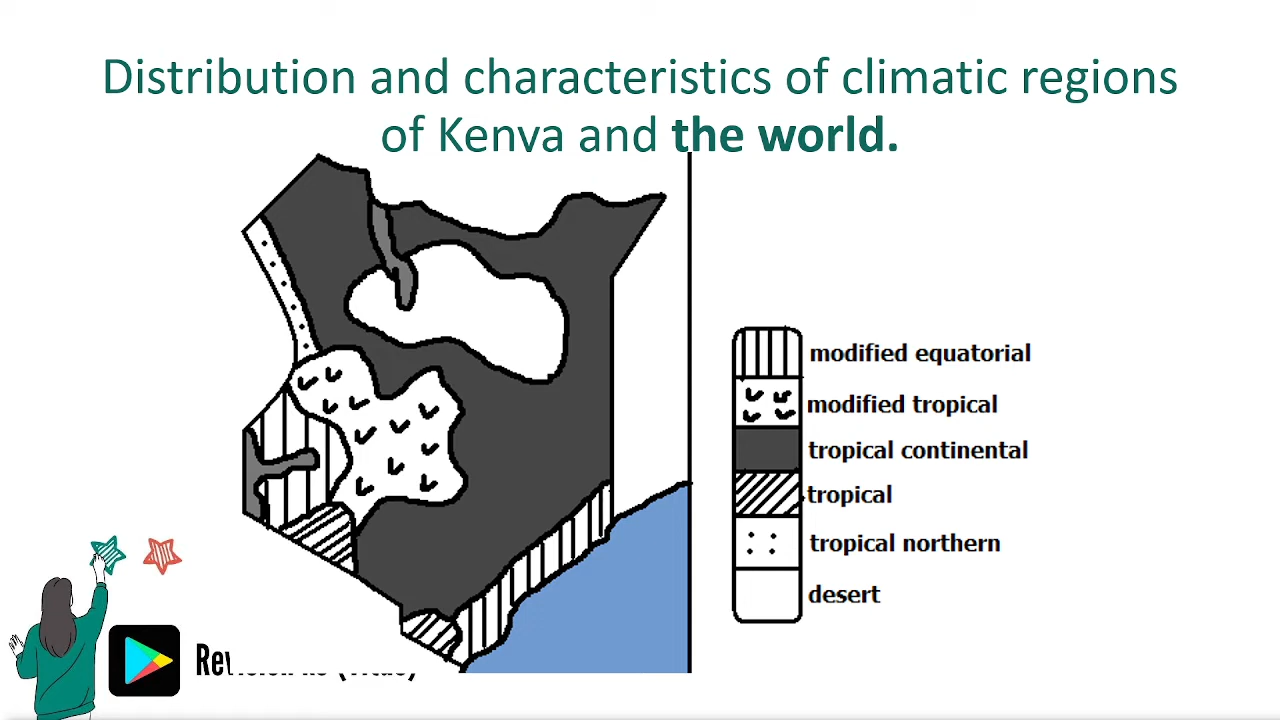 Distribution and characteristics of climatic regions
of Kenya and the world.
modified equatorial
modified tropical
tropical continental
tropical
tropical northern
desert